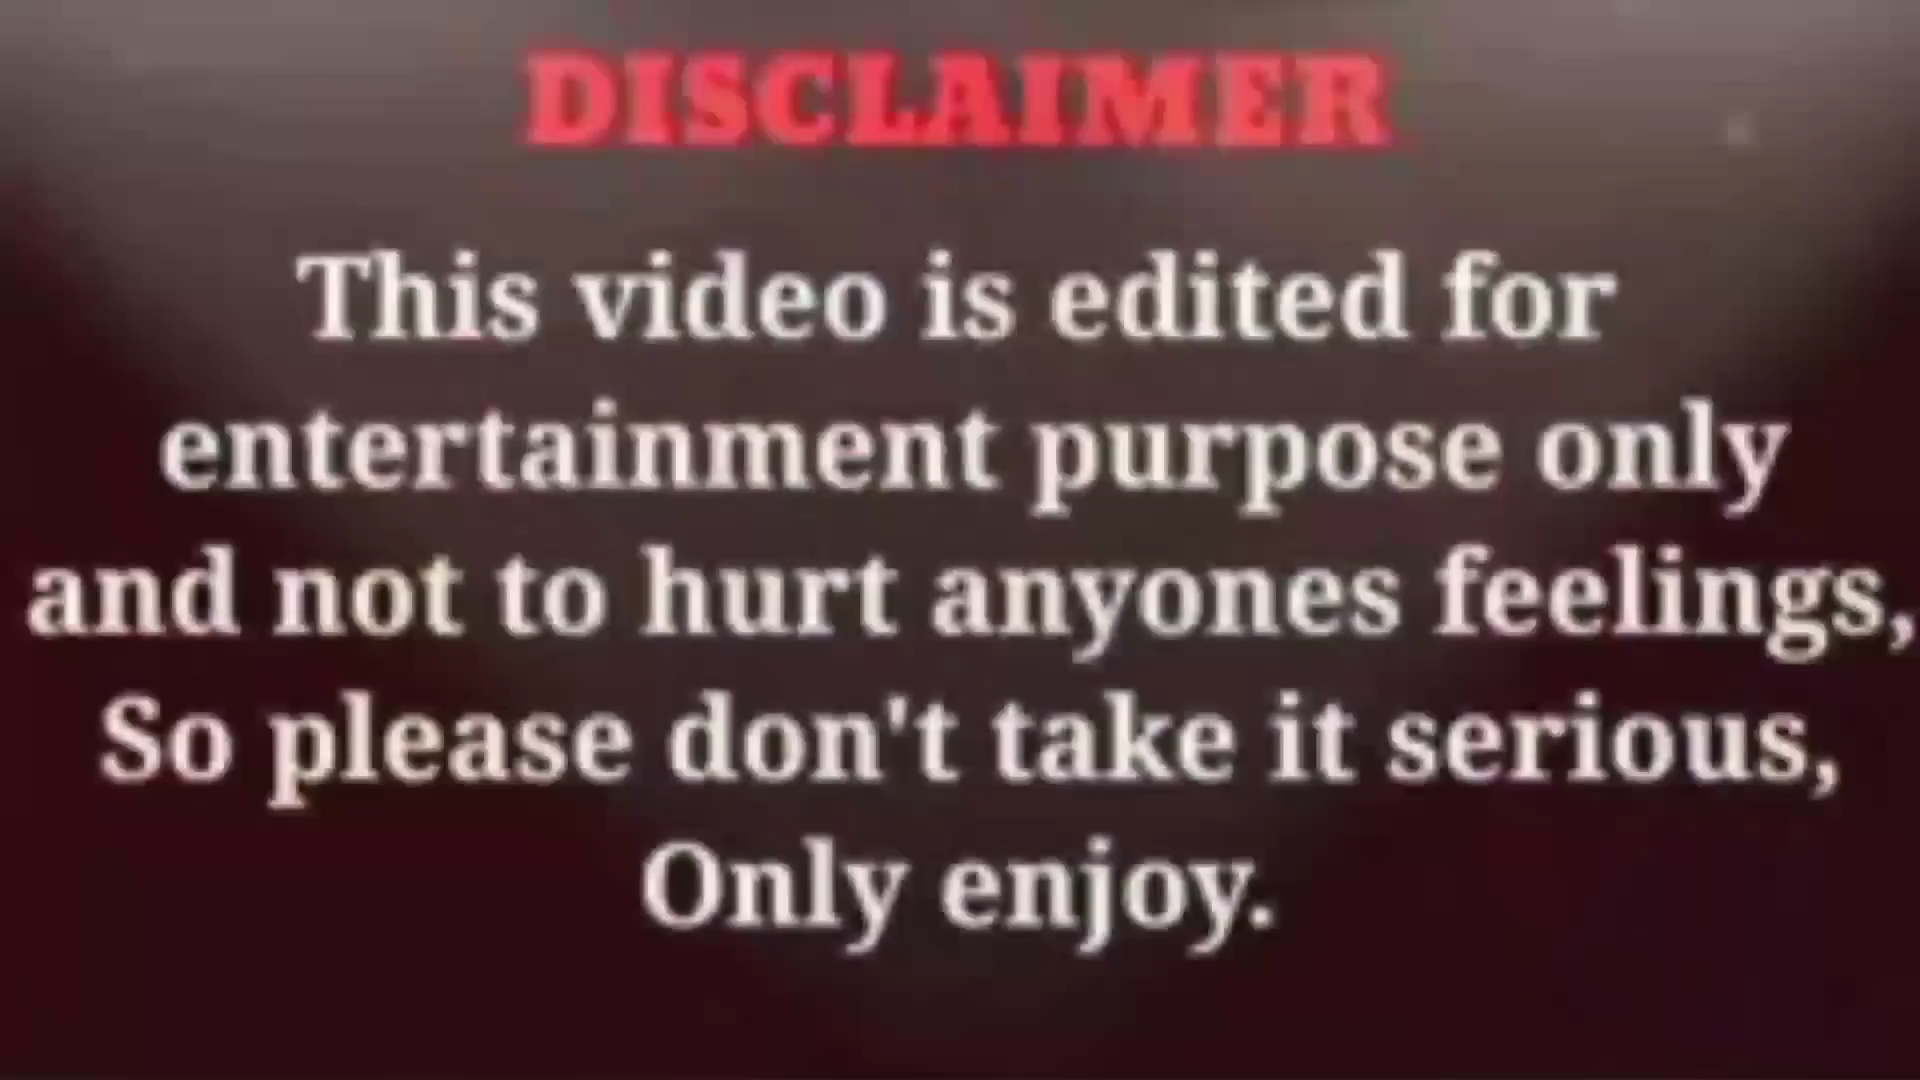 DISCLAIMER
This video is edited for
entertainment purpose only
and not to hurt anyones feelings,
So please don't take it serious,
Only enjoy.